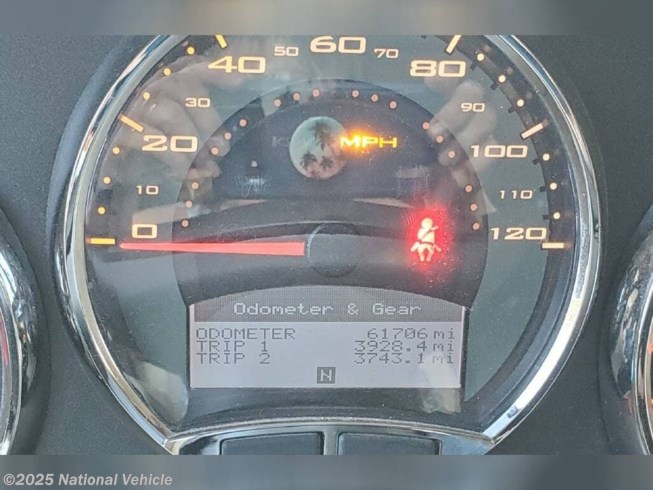 60
50
70
40
80
30
90
20
MPH
100
10
110
0
120
Odometer & Gear
ODOMETER 61706 mi
TRIP 1 3928.4 mi
TRIP 2 3743.1 mi
N
©2025 National Vehicle